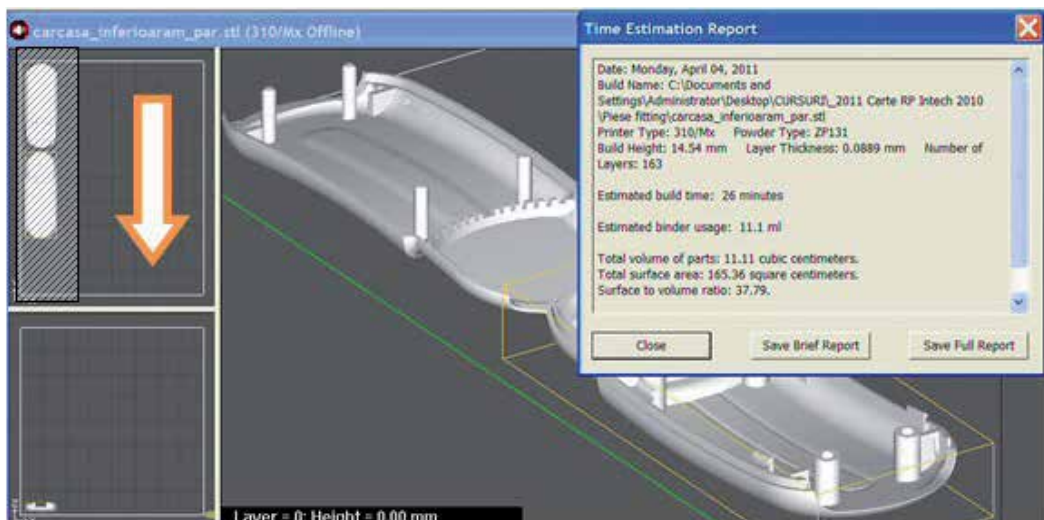 carcasa_inferioaram_par.stl (310/Mx Offline)
Time Estimation Report
Date: Monday, April 04, 2011
Build Name: C:\Documents and
Settings\Administrator\Desktop\CURSURI\_2011 Carte RP Intech 2010
\Piese fitting\carcasa_inferioaram_par.stl
Printer Type: 310/Mx Powder Type: ZP131
Build Height: 14.54 mm Layer Thickness: 0.0889 mm Number of
Layers: 163
Estimated build time: 26 minutes
Estimated binder usage: 11.1 ml
Total volume of parts: 11.11 cubic centimeters.
Total surface area: 165.36 square centimeters.
Surface to volume ratio: 37.79.
Close Save Brief Report Save Full Report
Layer = 0: Height = 0.00 mm